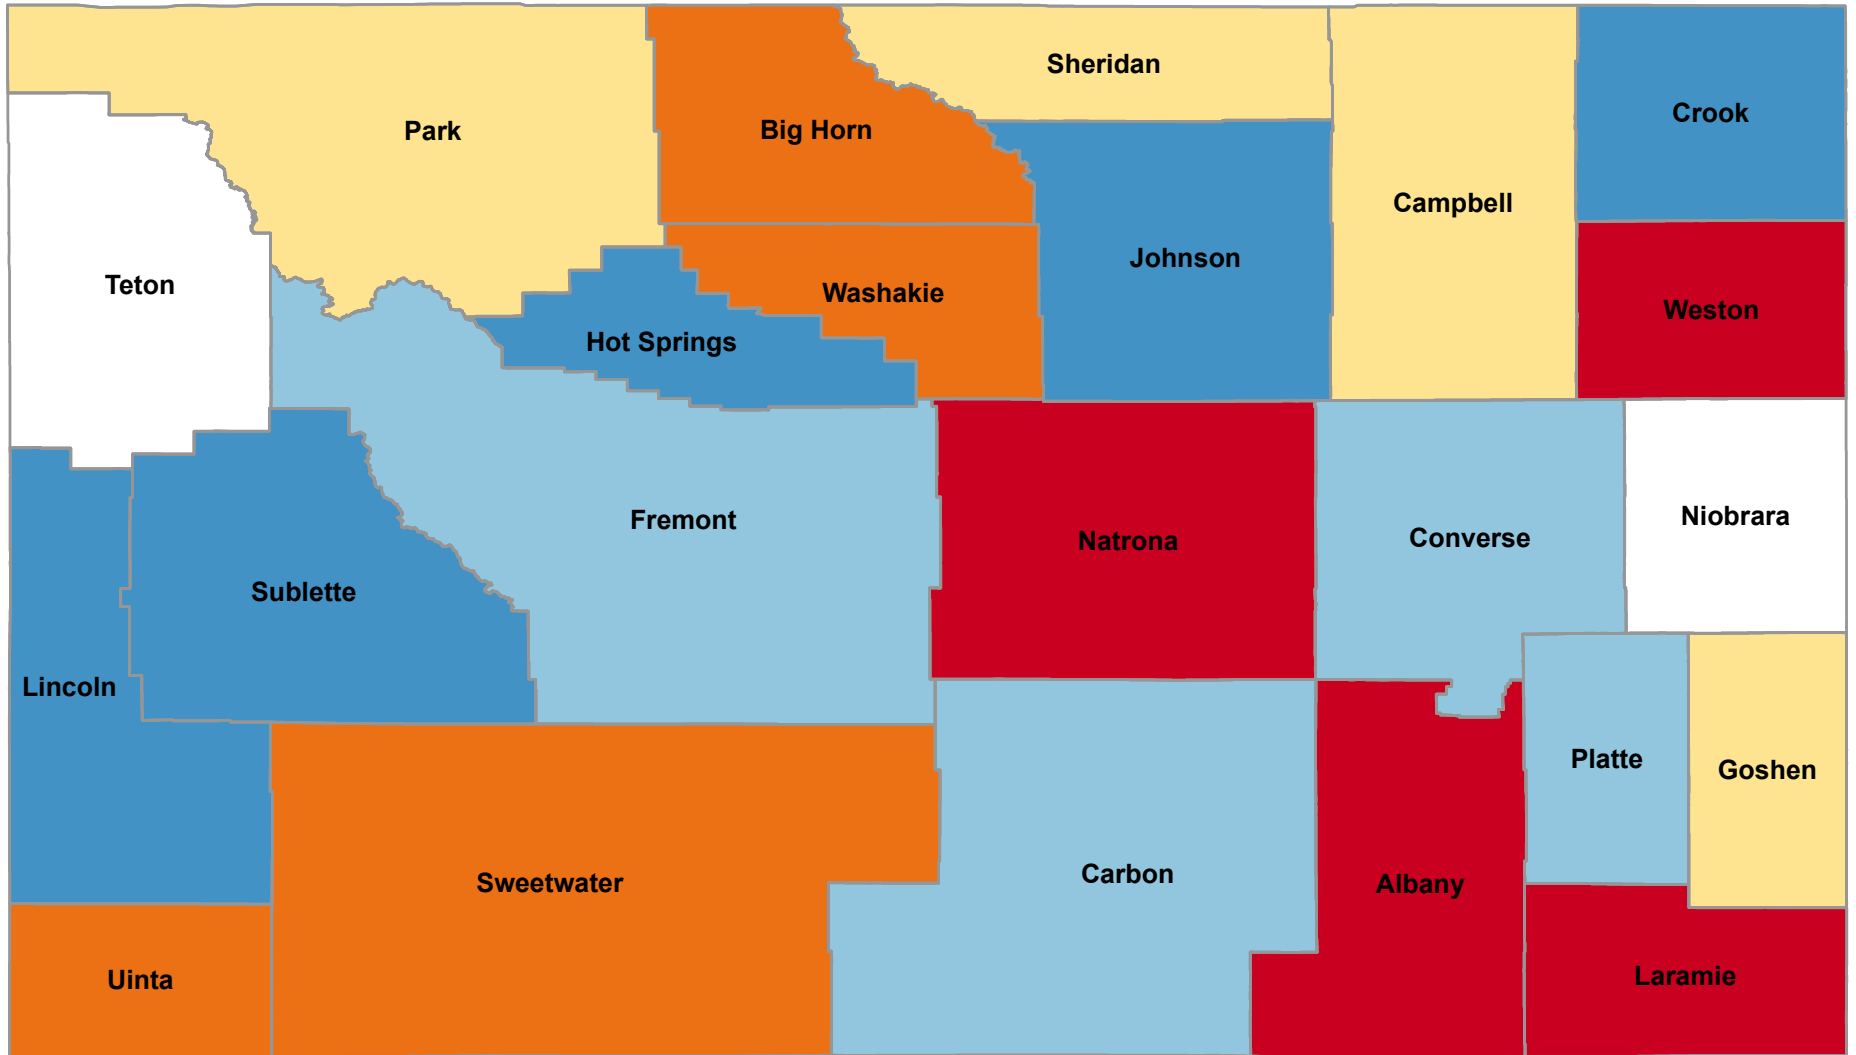 Sheridan
Crook
Park
Big Horn
Campbell
Johnson
Teton
Washakie
Weston
Hot Springs
Niobrara
Fremont
Converse
Natrona
Sublette
Lincoln
Platte
Goshen
Carbon
Sweetwater
Albany
Laramie
Uinta